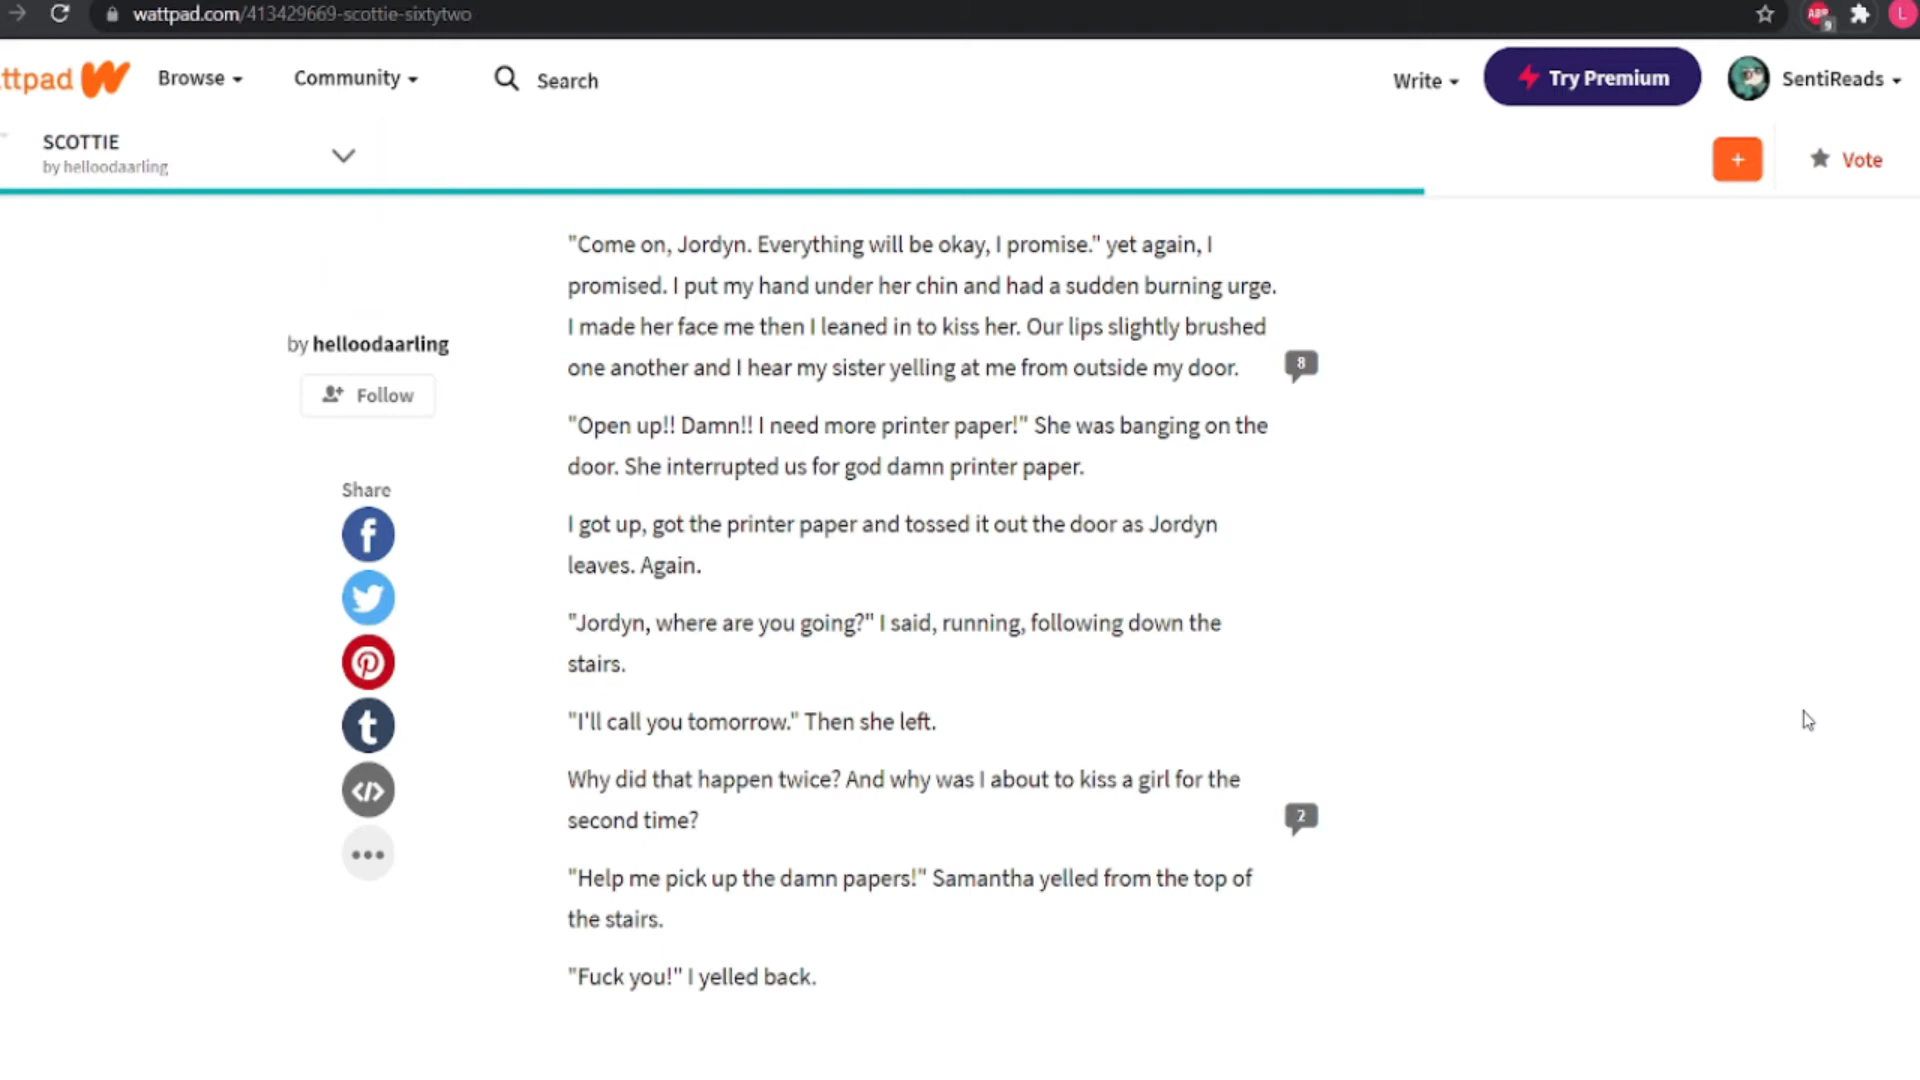 wattpad.com/413429669-scottie-sixtytwo
ABP
9
L
ttpad
Browse
Community
Search
Write
Try Premium
SentiReads
SCOTTIE
by helloodaarling
+
Vote
"Come on, Jordyn. Everything will be okay, I promise." yet again, I
promised. I put my hand under her chin and had a sudden burning urge.
I made her face me then I leaned in to kiss her. Our lips slightly brushed
one another and I hear my sister yelling at me from outside my door.
8
by helloodaarling
Follow
"Open up!! Damn!! I need more printer paper!" She was banging on the
door. She interrupted us for god damn printer paper.
Share
I got up, got the printer paper and tossed it out the door as Jordyn
leaves. Again.
"Jordyn, where are you going?" I said, running, following down the
stairs.
"I'll call you tomorrow." Then she left.
Why did that happen twice? And why was I about to kiss a girl for the
second time?
2
"Help me pick up the damn papers!" Samantha yelled from the top of
the stairs.
"Fuck you!" I yelled back.